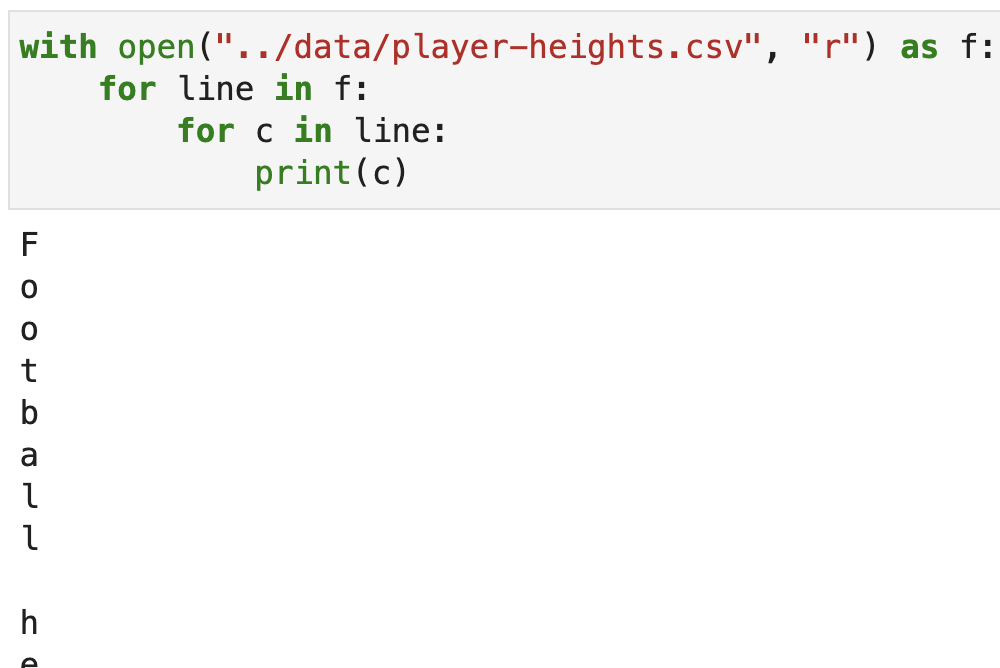 with open("../data/player-heights.csv", "r") as f:
    for line in f:
        for c in line:
            print(c)
F
o
o
t
b
a
l
l

h
e